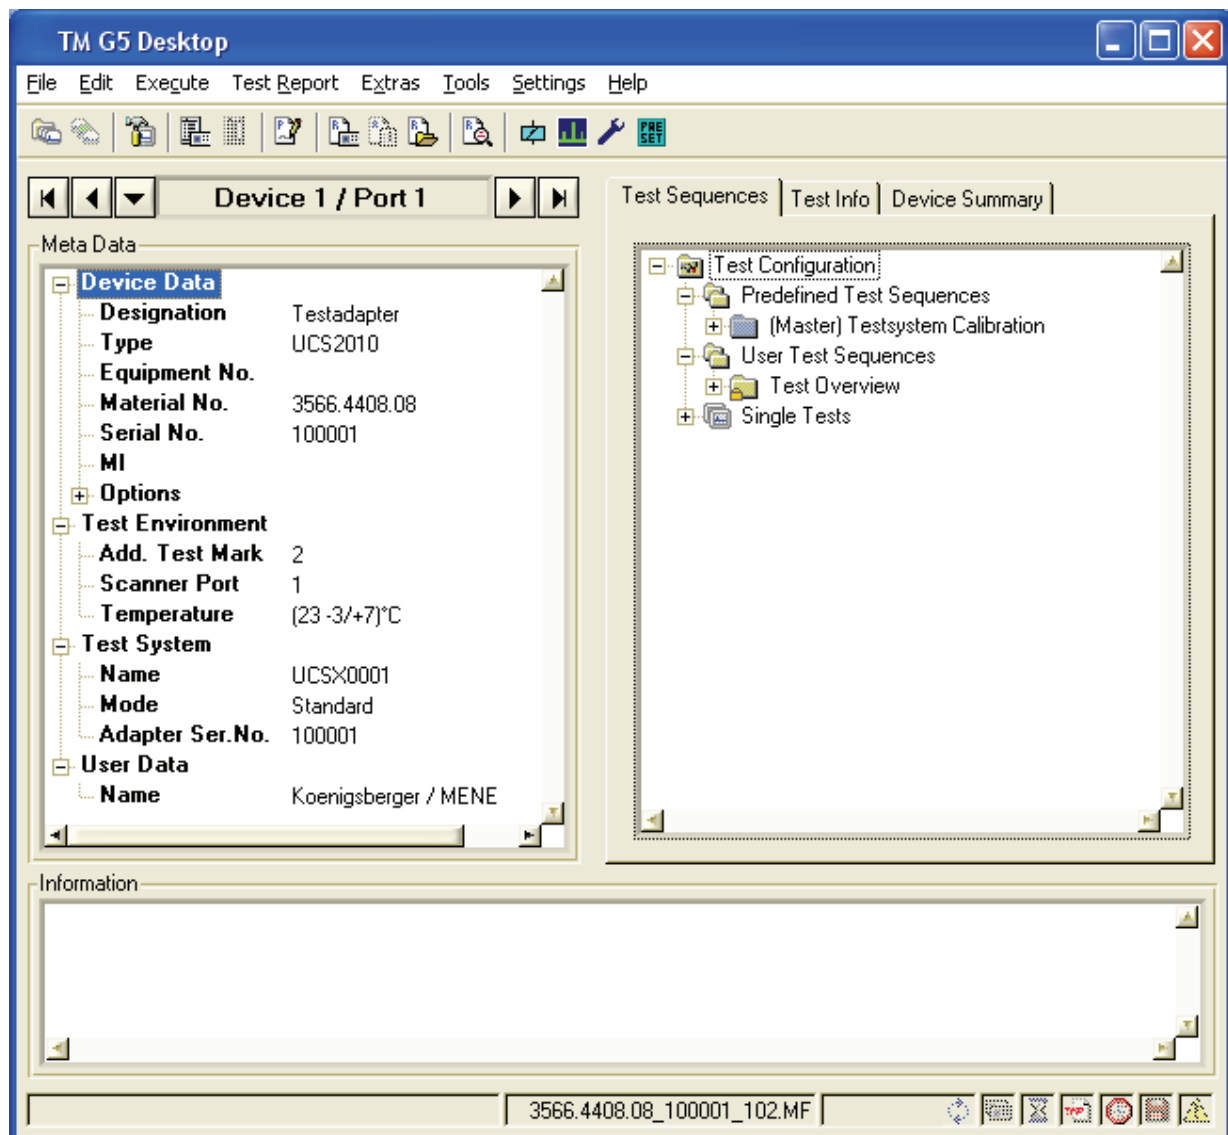 TM G5 Desktop
File Edit Execute Test Report Extras Tools Settings Help
PRE SET
Device 1 / Port 1
Test Sequences Test Info Device Summary
Meta Data
Device Data
Designation Testadapter
Type UCS2010
Equipment No.
Material No. 3566.4408.08
Serial No. 100001
MI
Options
Test Environment
Add. Test Mark 2
Scanner Port 1
Temperature (23 -3/+7)°C
Test System
Name UCSX0001
Mode Standard
Adapter Ser.No. 100001
User Data
Name Koenigsberger / MENE
Test Configuration
Predefined Test Sequences
(Master) Testsystem Calibration
User Test Sequences
Test Overview
Single Tests
Information
3566.4408.08_100001_102.MF